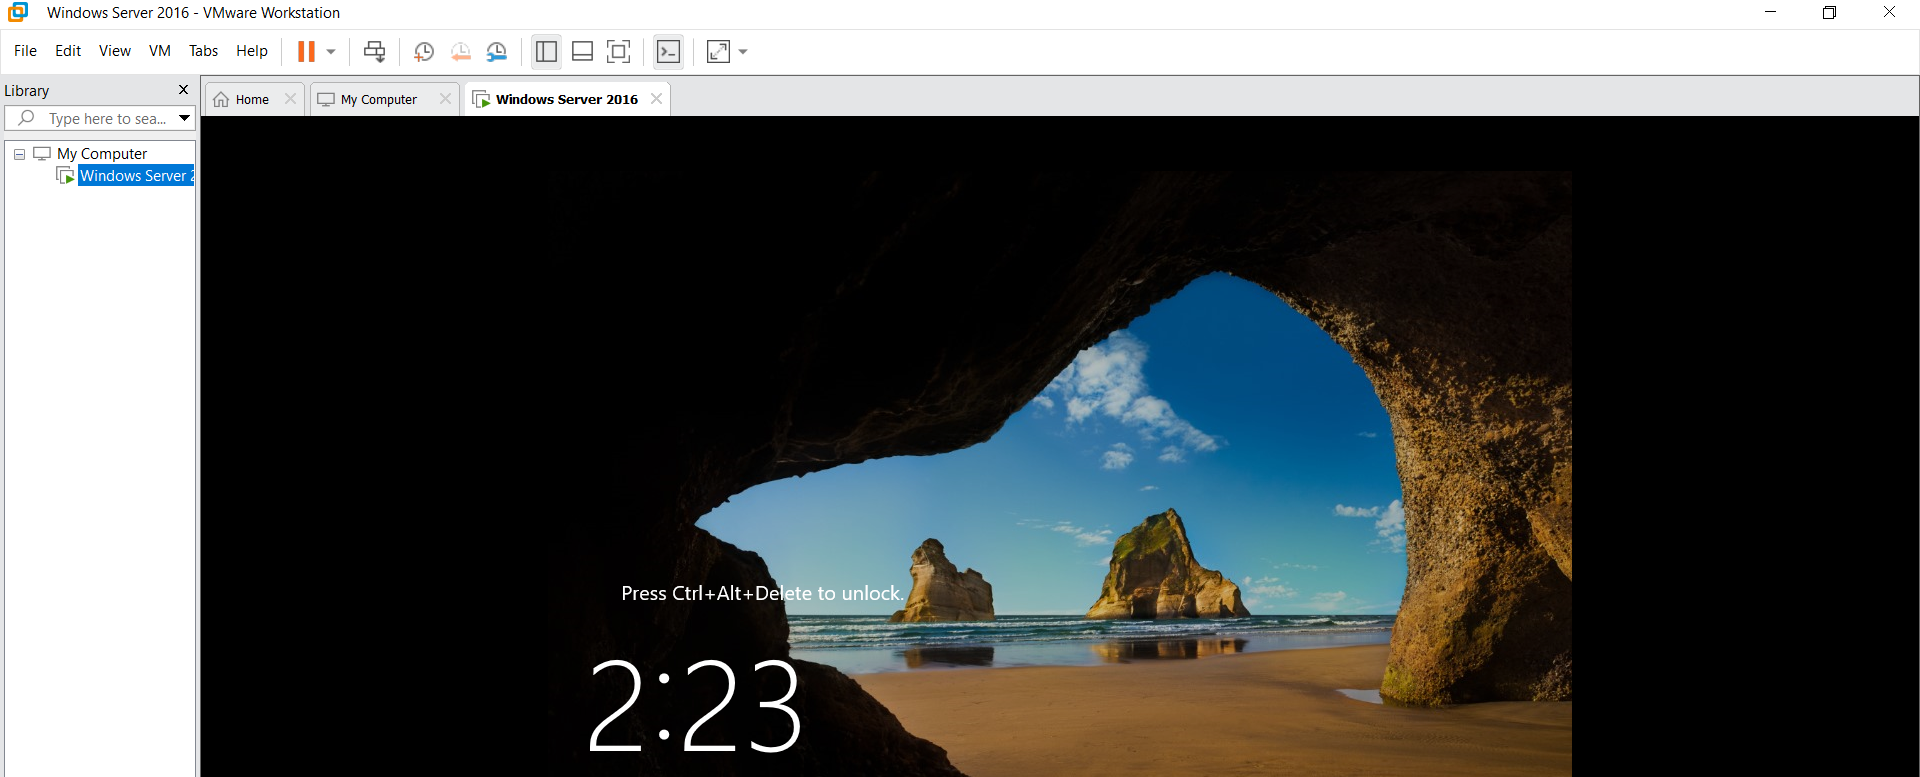 Windows Server 2016 - VMware Workstation
File Edit View VM Tabs Help
Library
Home My Computer Windows Server 2016
Type here to sea...
My Computer
Windows Server 2
Press Ctrl+Alt+Delete to unlock.
2:23